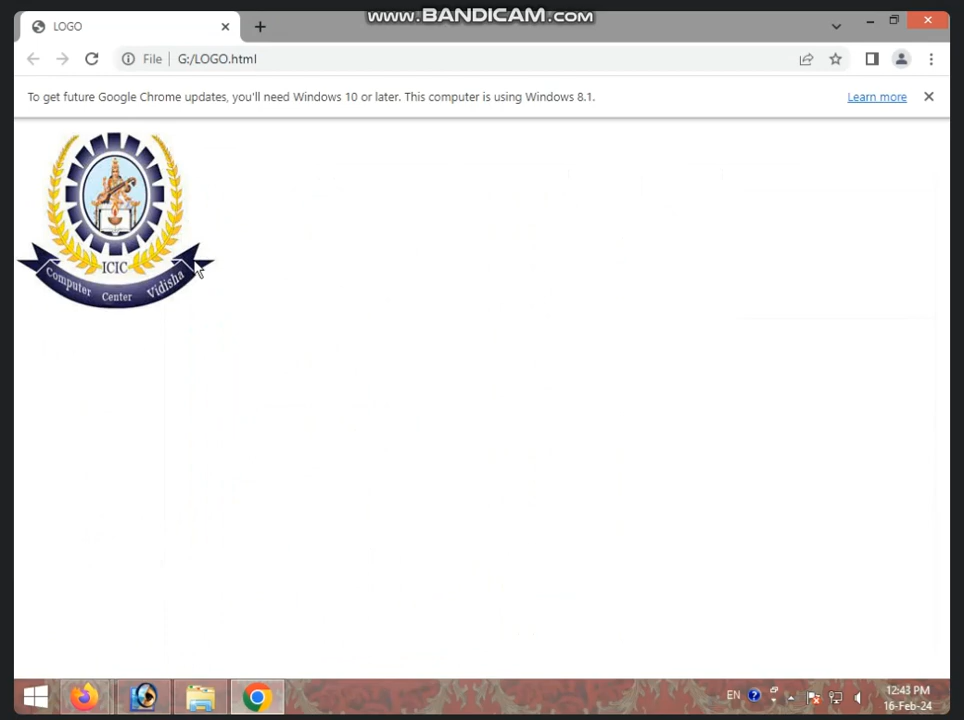 www.BANDICAM.com
LOGO
File G:/LOGO.html
To get future Google Chrome updates, you'll need Windows 10 or later. This computer is using Windows 8.1.
Learn more
ICIC
Computer Center Vidisha
EN
12:43 PM
16-Feb-24